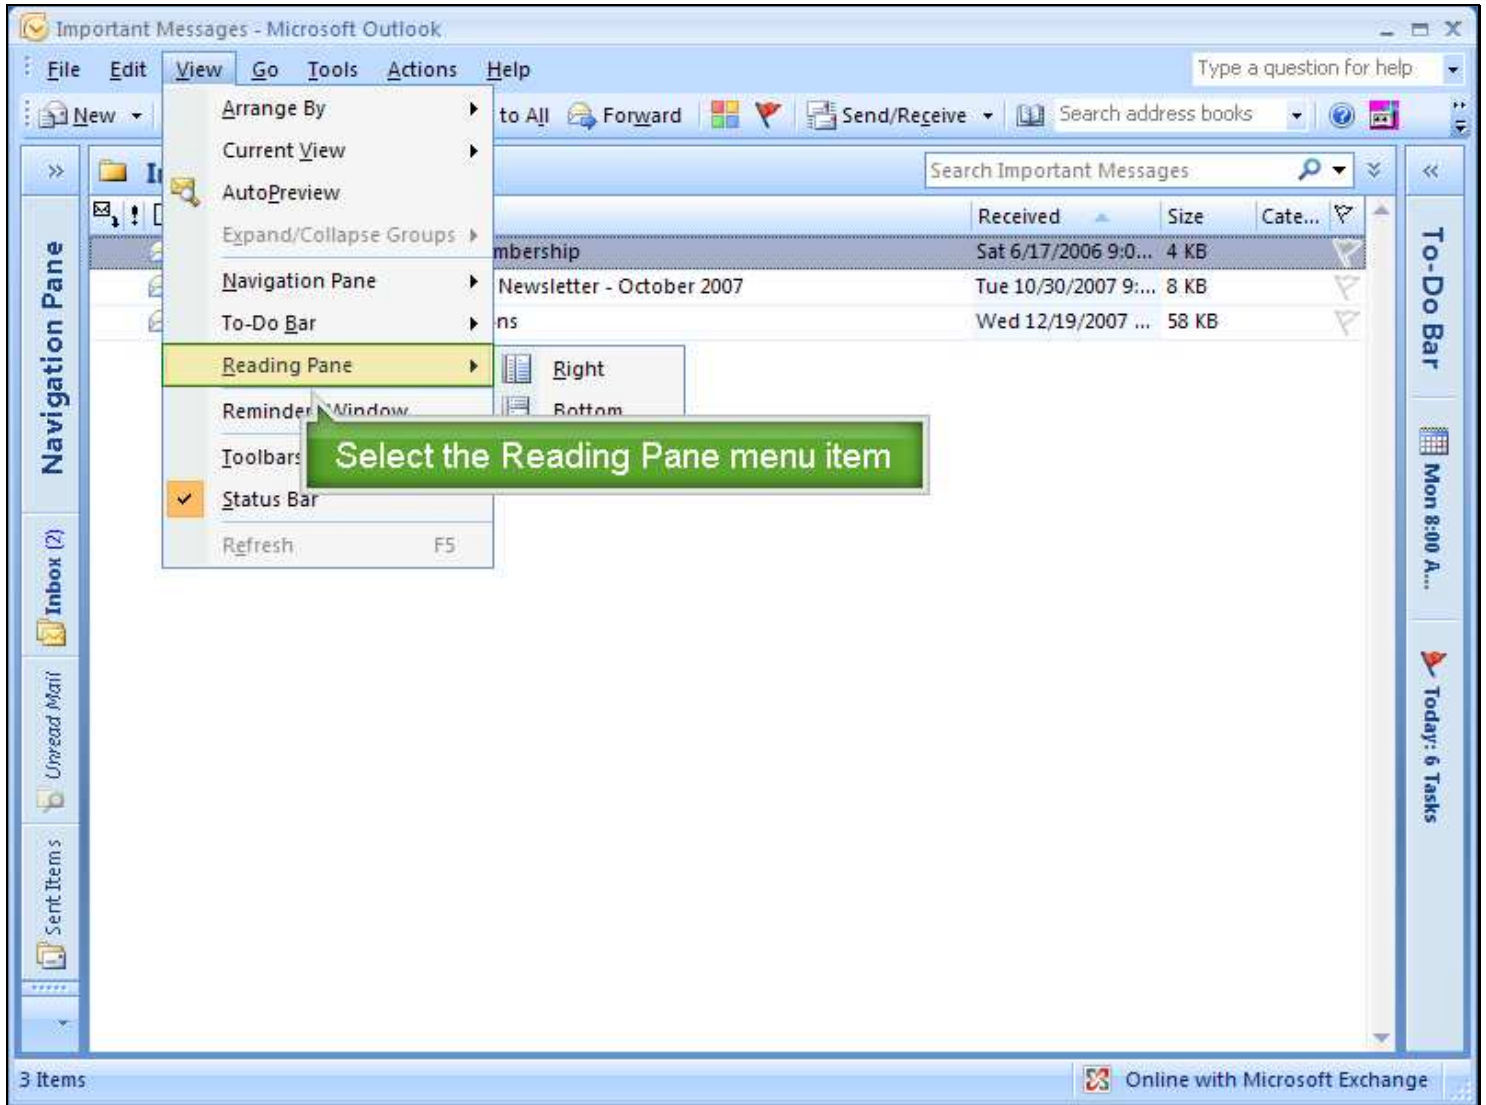 Important Messages - Microsoft Outlook
File Edit View Go Tools Actions Help Type a question for help
New to All Forward Send/Receive Search address books
Search Important Messages
Received Size Cate...
mbership Sat 6/17/2006 9:0... 4 KB
Newsletter - October 2007 Tue 10/30/2007 9:... 8 KB
ns Wed 12/19/2007 ... 58 KB
Arrange By
Current View
AutoPreview
Expand/Collapse Groups
Navigation Pane
To-Do Bar
Reading Pane
Reminders Window
Toolbars
Status Bar
Refresh F5
Right
Bottom
Select the Reading Pane menu item
Navigation Pane
Inbox (2)
Unread Mail
Sent Items
To-Do Bar
Mon 8:00 A...
Today: 6 Tasks
3 Items Online with Microsoft Exchange